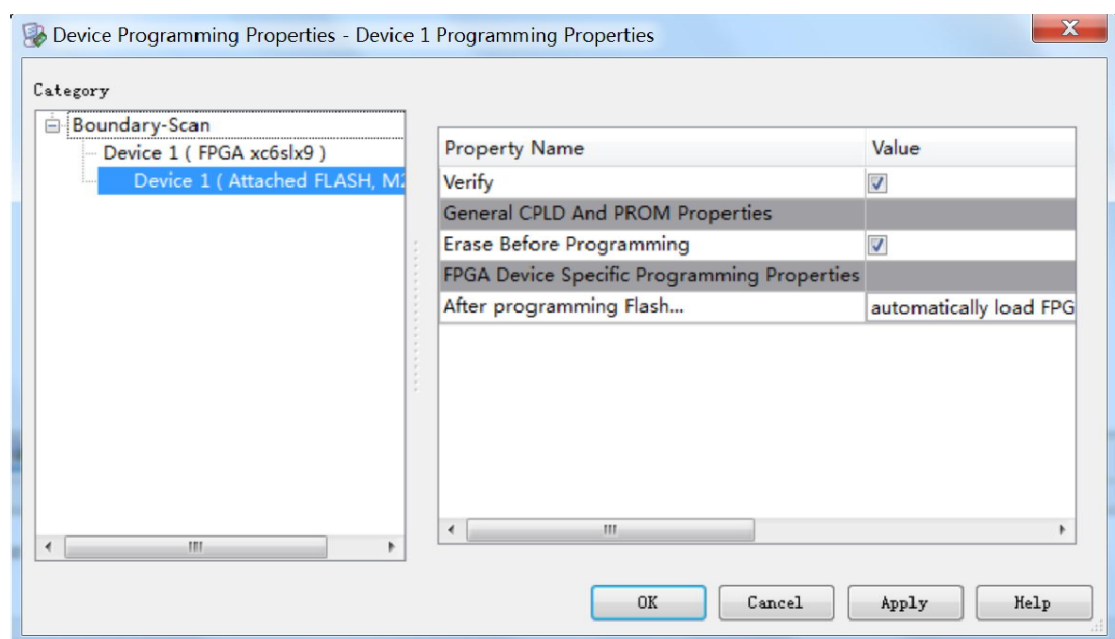 Device Programming Properties - Device 1 Programming Properties
X
Category
Boundary-Scan
Device 1 ( FPGA xc6slx9 )
Device 1 ( Attached FLASH, M2
Property Name Value
Verify
General CPLD And PROM Properties
Erase Before Programming
FPGA Device Specific Programming Properties
After programming Flash... automatically load FPG
OK Cancel Apply Help